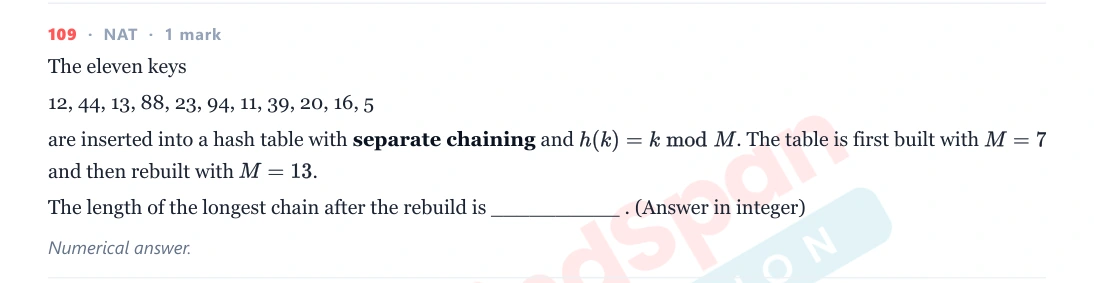 109 · NAT · 1 mark
The eleven keys
12, 44, 13, 88, 23, 94, 11, 39, 20, 16, 5
are inserted into a hash table with separate chaining and h(k) = k mod M. The table is first built with M = 7
and then rebuilt with M = 13.
The length of the longest chain after the rebuild is ____________ . (Answer in integer)
Numerical answer.